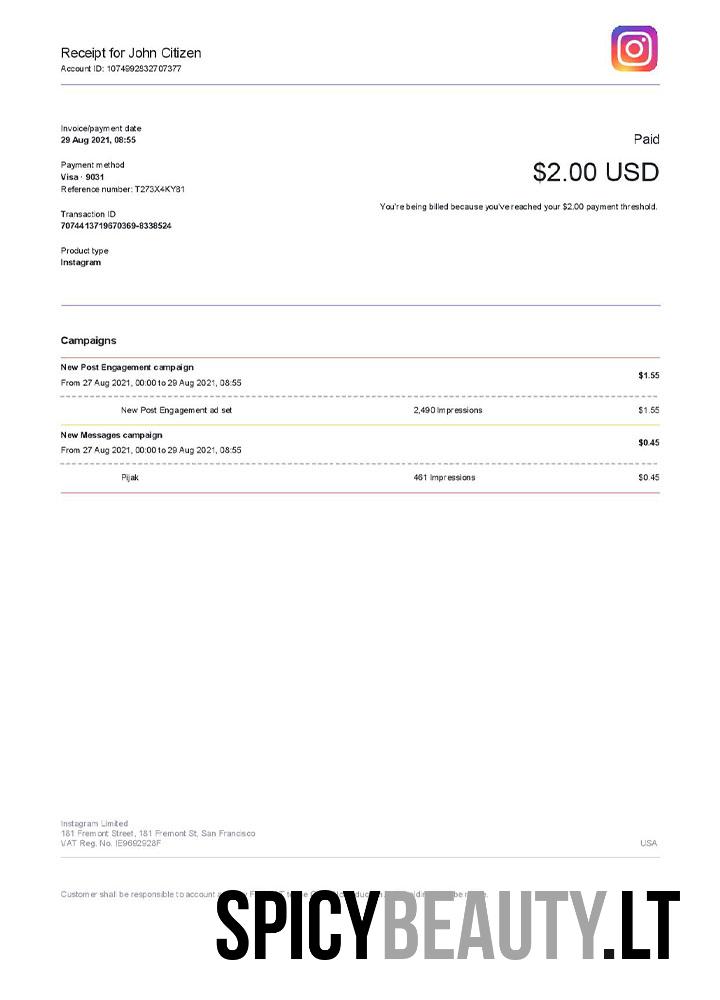 Receipt for John Citizen
Account ID: 1074992832707377
Invoice/payment date
29 Aug 2021, 08:55
Paid
Payment method
Visa · 9031
Reference number: T273X4KY81
$2.00 USD
You're being billed because you've reached your $2.00 payment threshold.
Transaction ID
7074413719670369-8338524
Product type
Instagram
Campaigns
New Post Engagement campaign
From 27 Aug 2021, 00:00 to 29 Aug 2021, 08:55
$1.55
New Post Engagement ad set 2,490 Impressions $1.55
New Messages campaign
From 27 Aug 2021, 00:00 to 29 Aug 2021, 08:55
$0.45
Pijak 461 Impressions $0.45
Instagram Limited
181 Fremont Street, 181 Fremont St, San Francisco
VAT Reg. No. IE9692928F USA
Customer shall be responsible to account
SPICYBEAUTY.LT